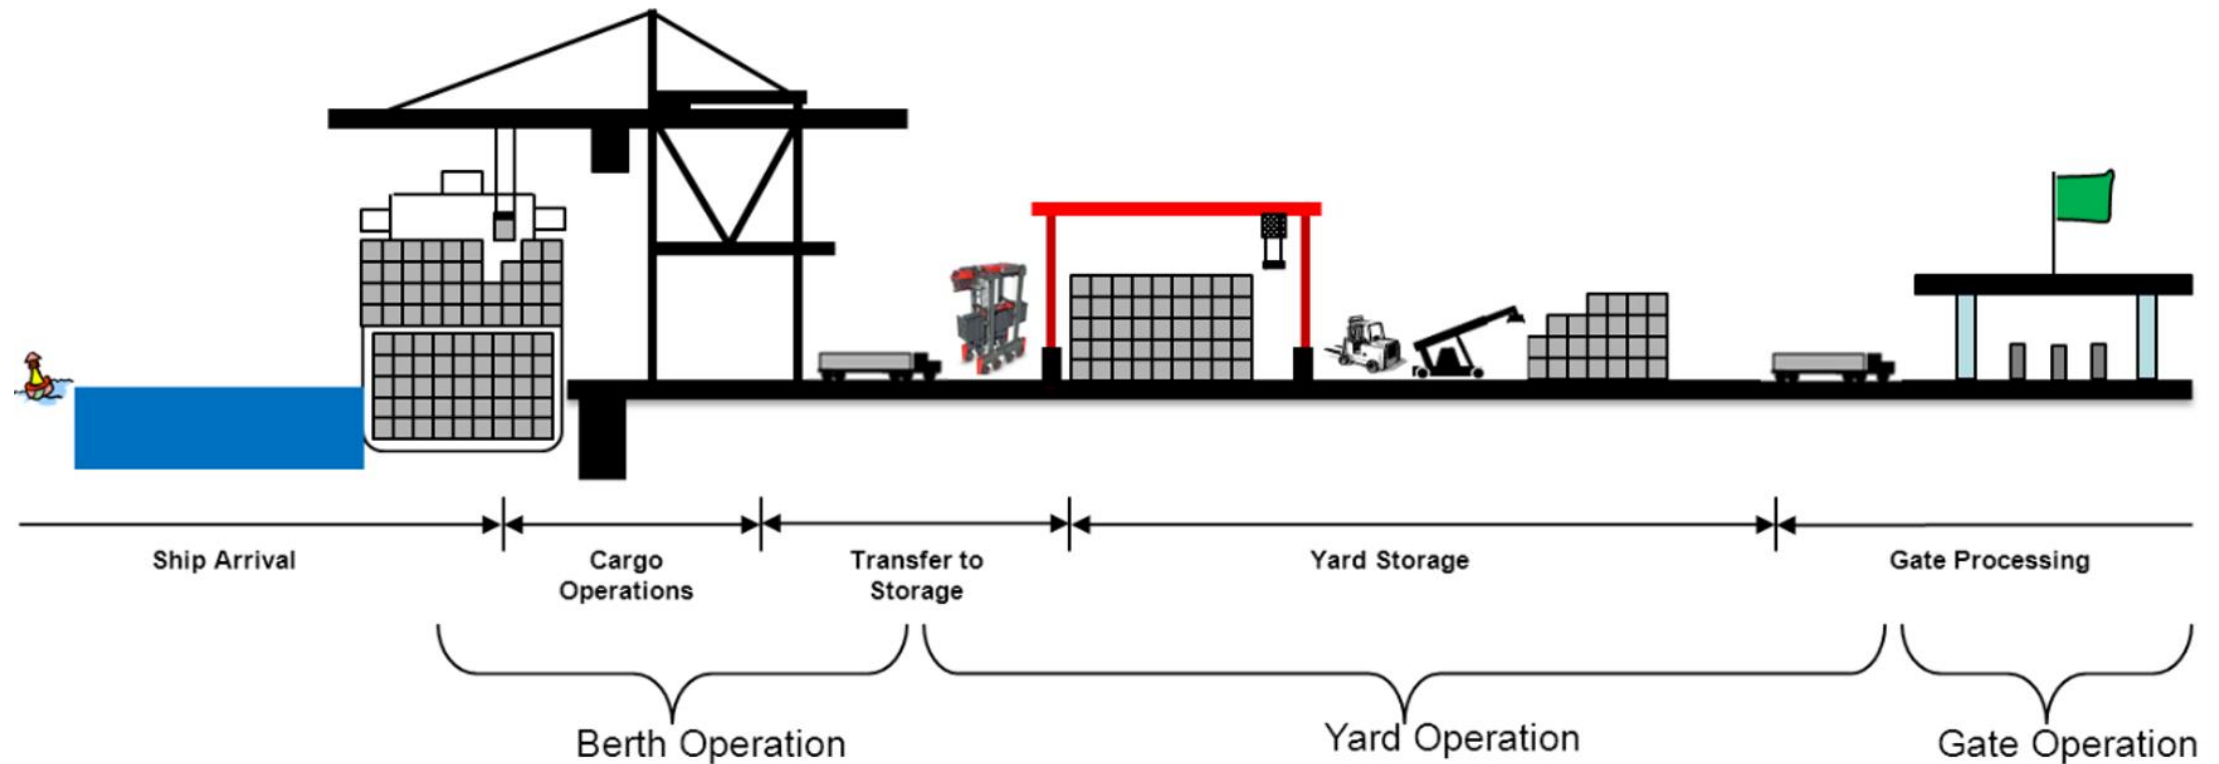 Ship Arrival
Cargo
Operations
Transfer to
Storage
Yard Storage
Gate Processing
Berth Operation
Yard Operation
Gate Operation